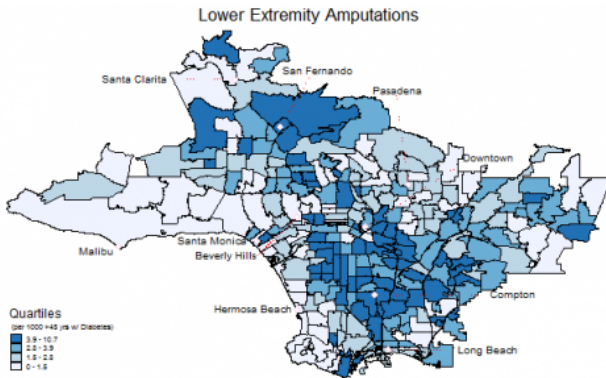 Lower Extremity Amputations
San Fernando
Santa Clarita
Pasadena
Downtown
Santa Monica
Malibu
Beverly Hills
Compton
Hermosa Beach
Quartiles
(per 1000 +45 yrs w/ Diabetes)
3.9 - 10.7
2.8 - 3.9
1.5 - 2.8
0 - 1.5
Long Beach